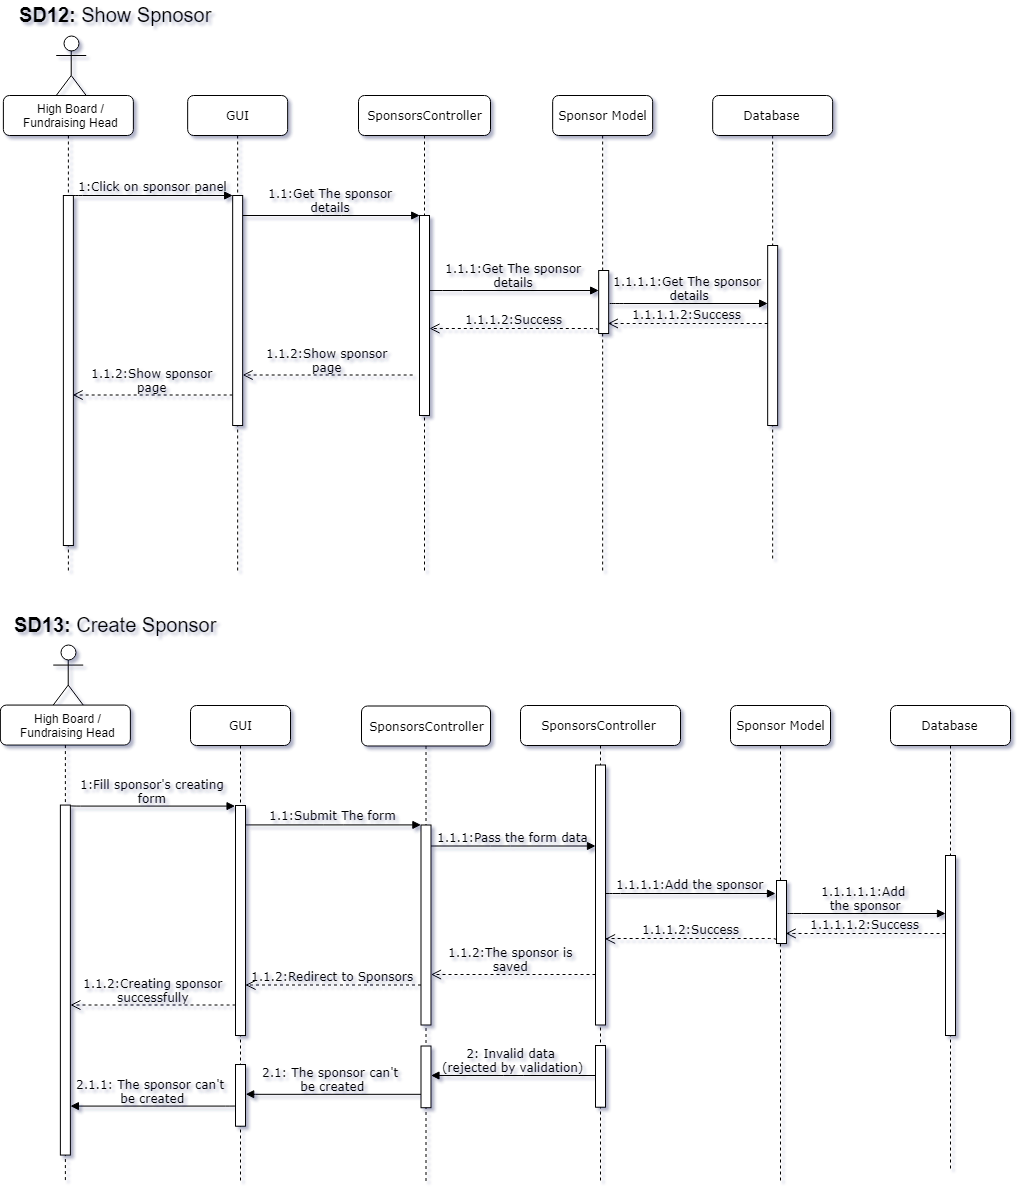 SD12: Show Spnosor
High Board /
Fundraising Head
GUI
SponsorsController
Sponsor Model
Database
1:Click on sponsor panel
1.1:Get The sponsor
details
1.1.1:Get The sponsor
details
1.1.1.1:Get The sponsor
details
1.1.1.1.2:Success
1.1.1.2:Success
1.1.2:Show sponsor
page
1.1.2:Show sponsor
page
SD13: Create Sponsor
High Board /
Fundraising Head
GUI
SponsorsController
SponsorsController
Sponsor Model
Database
1:Fill sponsor's creating
form
1.1:Submit The form
1.1.1:Pass the form data
1.1.1.1:Add the sponsor
1.1.1.1.1:Add
the sponsor
1.1.1.1.2:Success
1.1.1.2:Success
1.1.2:The sponsor is
saved
1.1.2:Redirect to Sponsors
1.1.2:Creating sponsor
successfully
2: Invalid data
(rejected by validation)
2.1: The sponsor can't
be created
2.1.1: The sponsor can't
be created